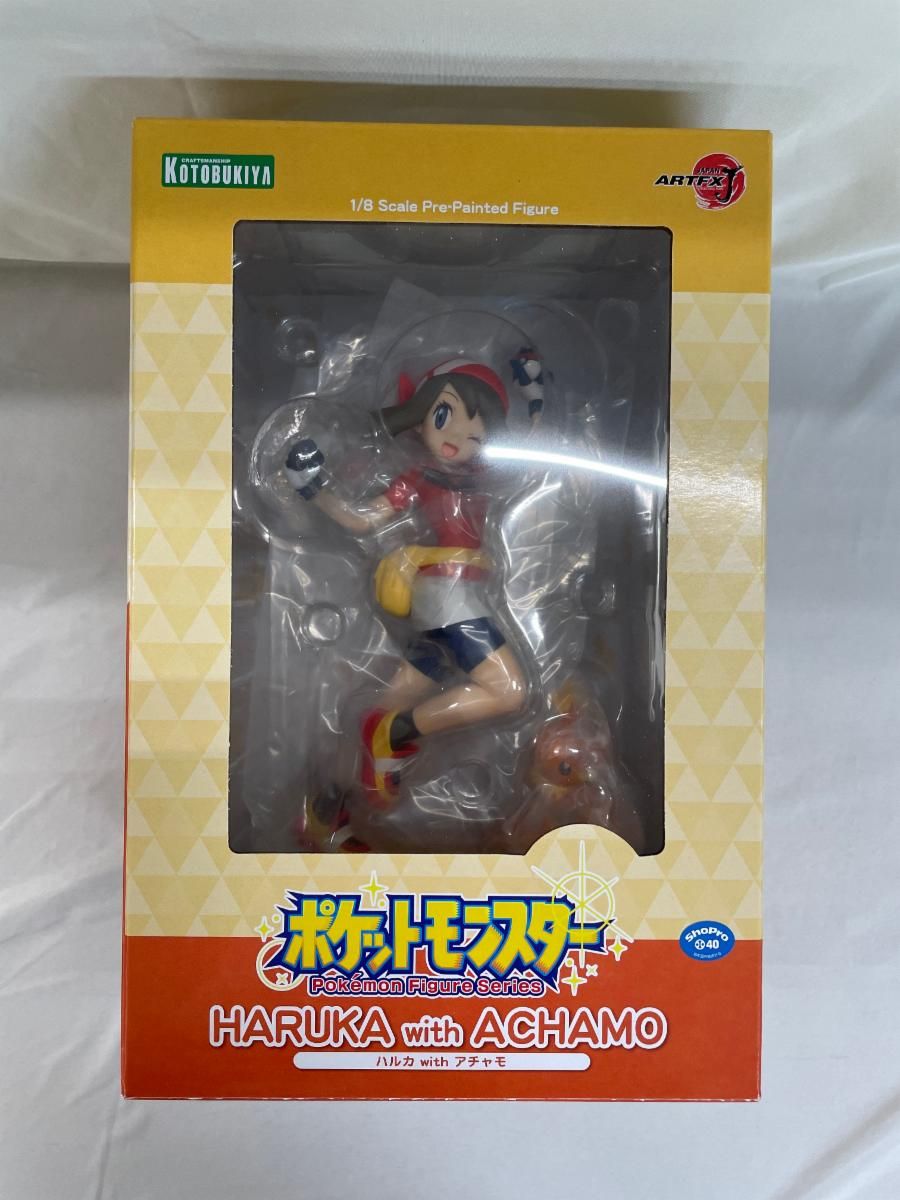 CRAFTSMANSHIP
KOTOBUKIYA
JAPAN
ARTFX J
1/8 Scale Pre-Painted Figure
ポケットモンスター
Pokémon Figure Series
ShoPro
40
HARUKA with ACHAMO
ハルカ with アチャモ